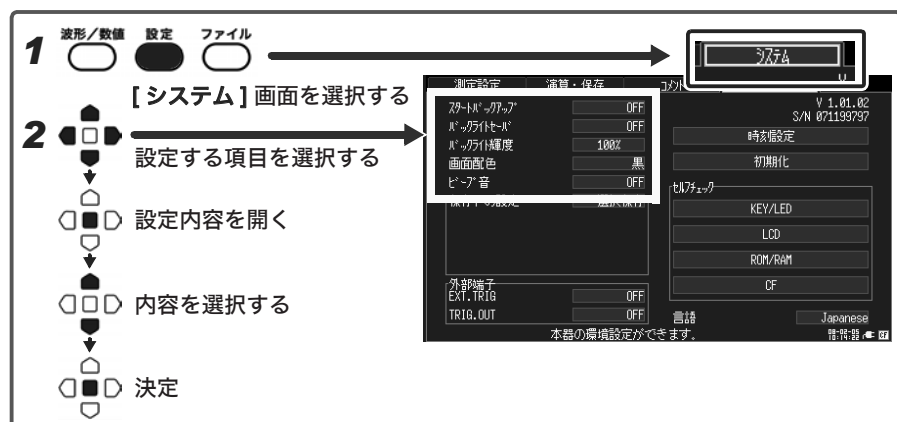 波形/数値 設定 ファイル
1
システム
[システム]画面を選択する
2
設定する項目を選択する
設定内容を開く
内容を選択する
決定
測定設定 演算・保存
V 1.01.02
S/N 071199797
スタートバックアップ OFF
バックライトセーバ OFF
バックライト輝度 100%
画面配色 黒
ビープ音 OFF
時刻設定
初期化
セルフチェック
KEY/LED
LCD
ROM/RAM
CF
外部端子
EXT.TRIG OFF
TRIG.OUT OFF
言語 Japanese
本器の環境設定ができます。
CF